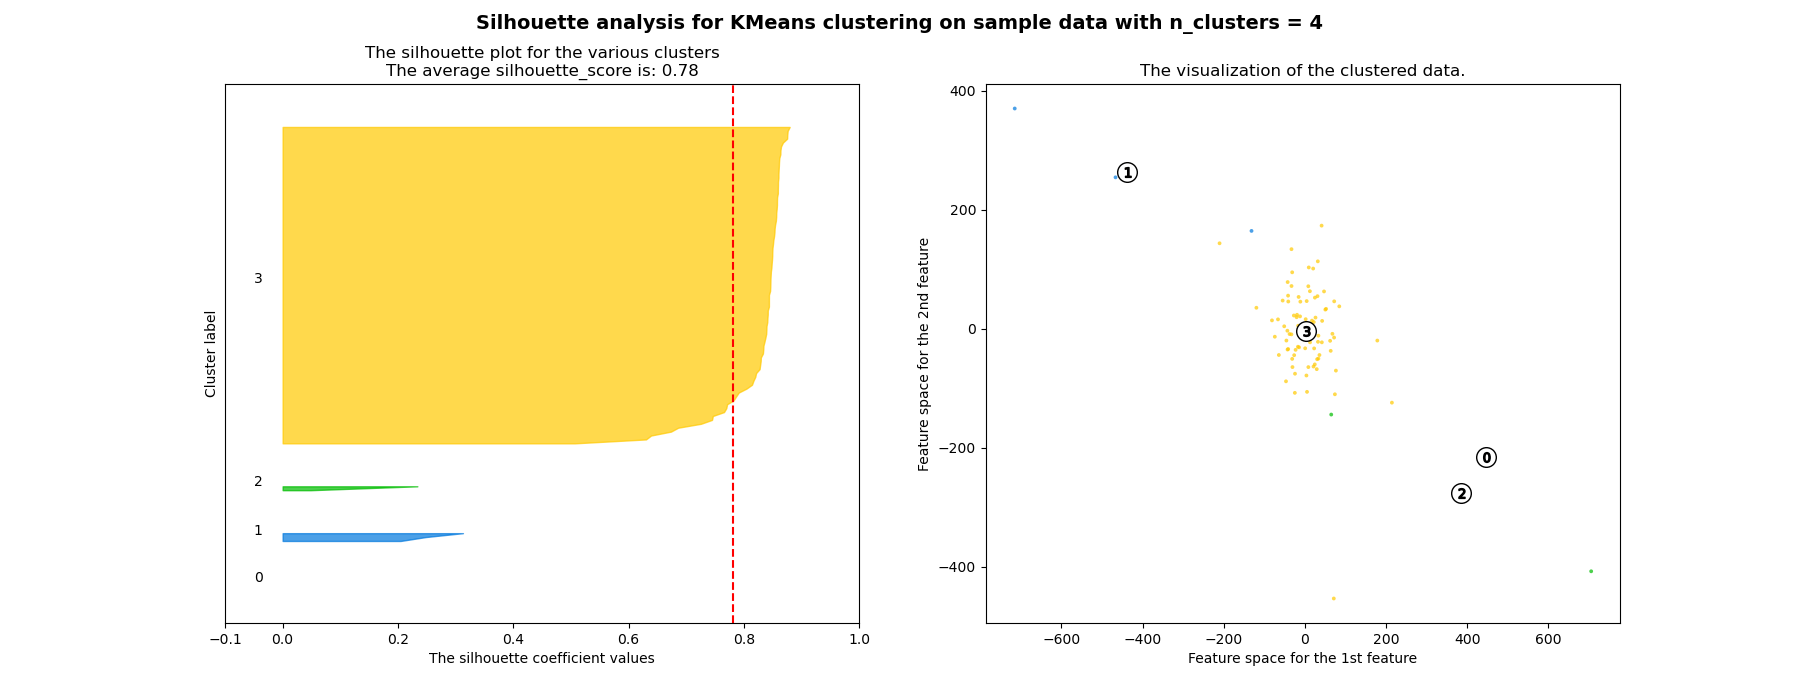 Silhouette analysis for KMeans clustering on sample data with n_clusters = 4
The silhouette plot for the various clusters
The average silhouette_score is: 0.78
Cluster label
3
2
1
0
−0.1 0.0 0.2 0.4 0.6 0.8 1.0
The silhouette coefficient values
The visualization of the clustered data.
Feature space for the 2nd feature
400
200
0
−200
−400
1
3
0
2
−600 −400 −200 0 200 400 600
Feature space for the 1st feature